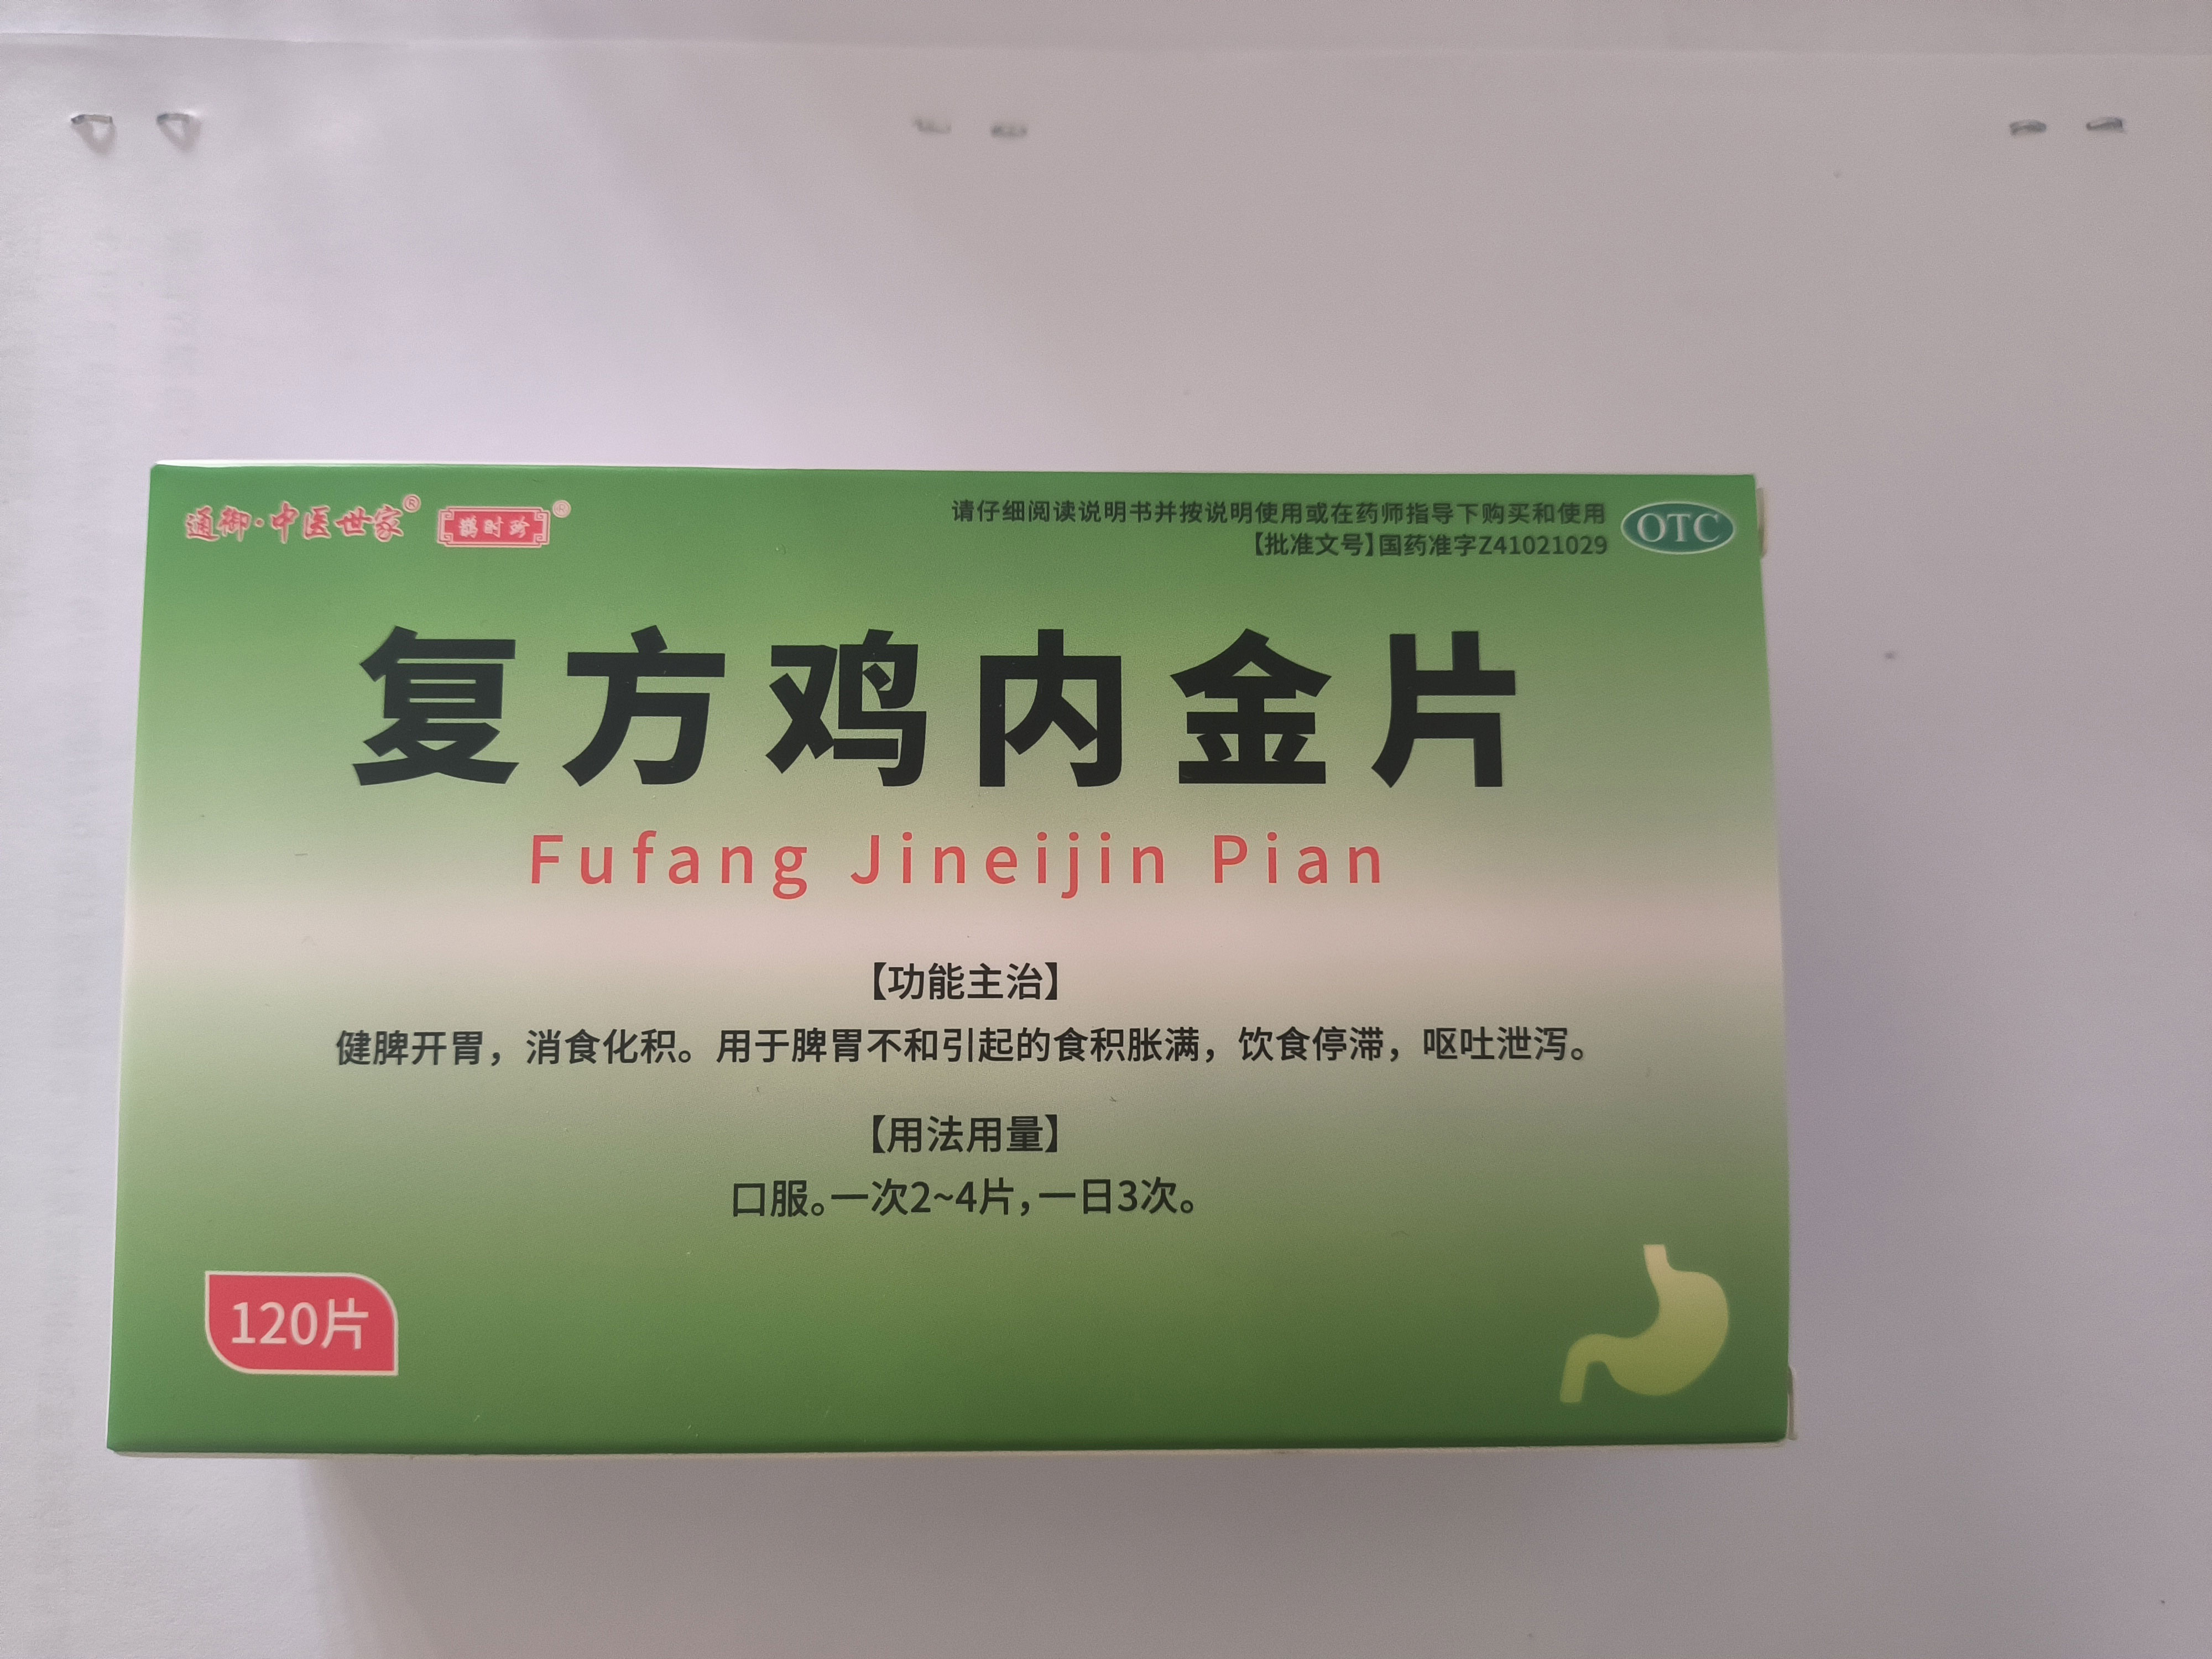 通御·中医世家®
鹊时珍®
请仔细阅读说明书并按说明使用或在药师指导下购买和使用
【批准文号】国药准字Z41021029
OTC
复方鸡内金片
Fufang Jineijin Pian
【功能主治】
健脾开胃，消食化积。用于脾胃不和引起的食积胀满，饮食停滞，呕吐泄泻。
【用法用量】
口服。一次2~4片，一日3次。
120片